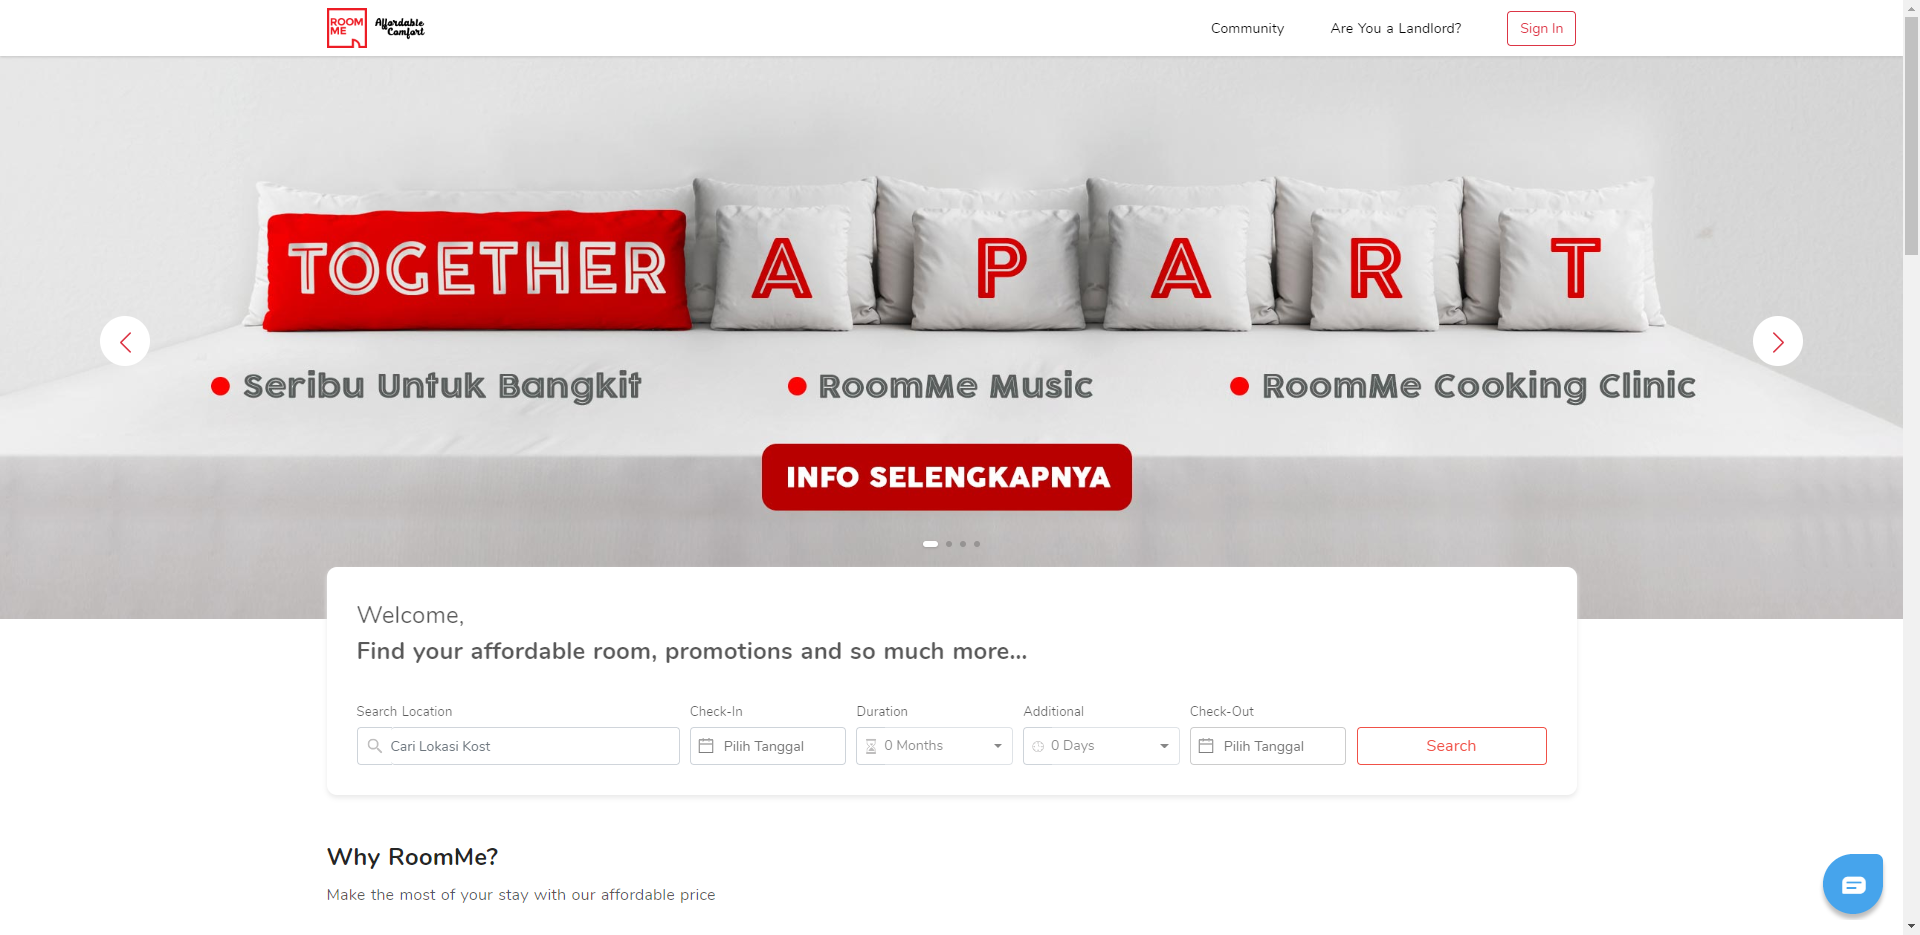 ROOM
ME
Affordable
Comfort
Community
Are You a Landlord?
Sign In
TOGETHER A P A R T
Seribu Untuk Bangkit
RoomMe Music
RoomMe Cooking Clinic
INFO SELENGKAPNYA
Welcome,
Find your affordable room, promotions and so much more...
Search Location
Check-In
Duration
Additional
Check-Out
Cari Lokasi Kost
Pilih Tanggal
0 Months
0 Days
Pilih Tanggal
Search
Why RoomMe?
Make the most of your stay with our affordable price